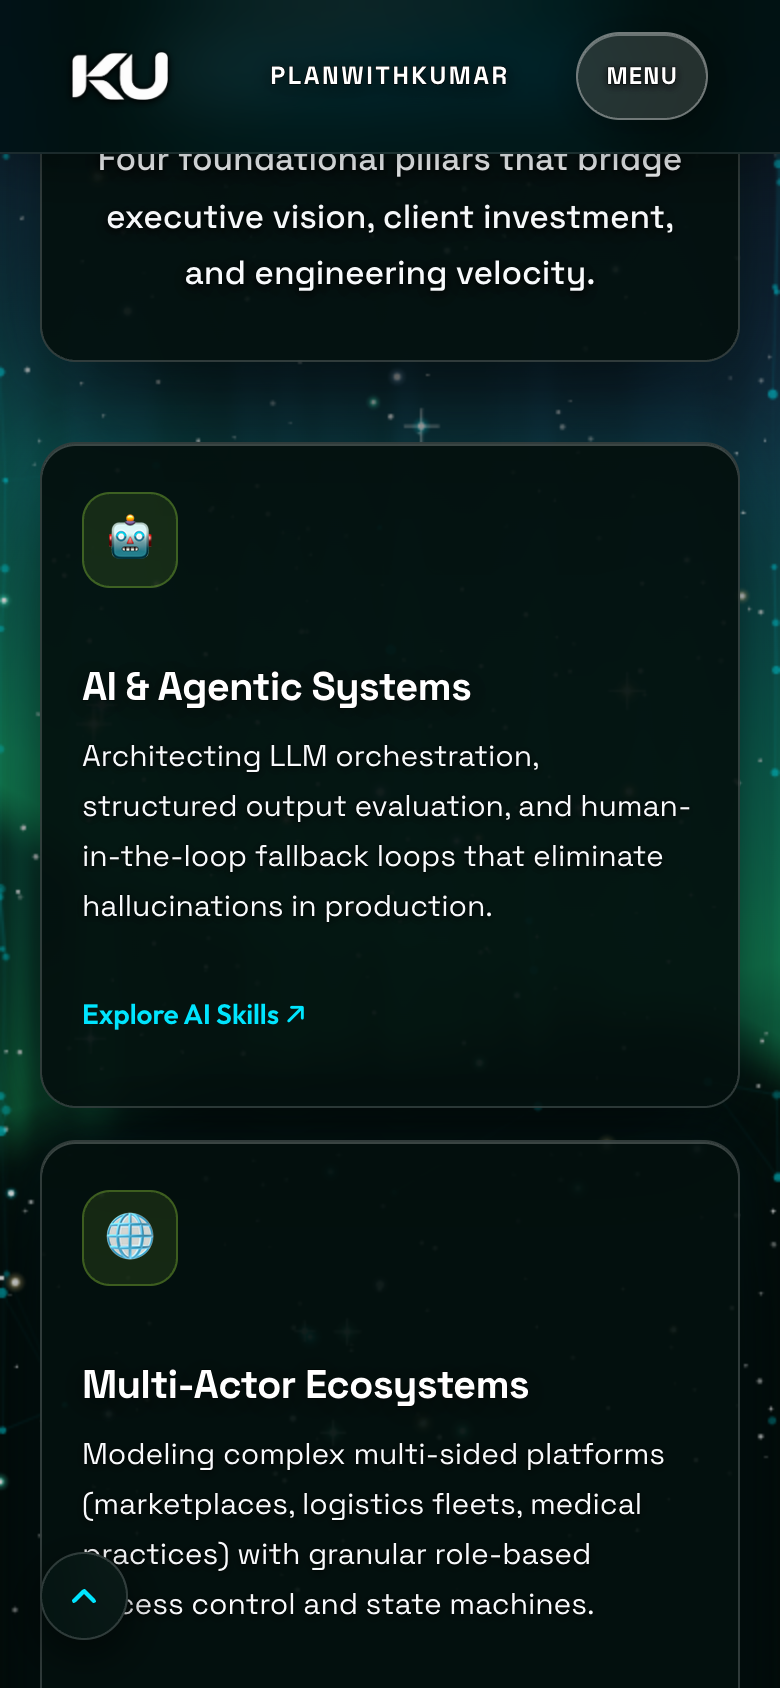 KU
PLANWITHKUMAR
MENU
Four foundational pillars that bridge
executive vision, client investment,
and engineering velocity.
AI & Agentic Systems
Architecting LLM orchestration,
structured output evaluation, and human-
in-the-loop fallback loops that eliminate
hallucinations in production.
Explore AI Skills ↗
Multi-Actor Ecosystems
Modeling complex multi-sided platforms
(marketplaces, logistics fleets, medical
practices) with granular role-based
access control and state machines.